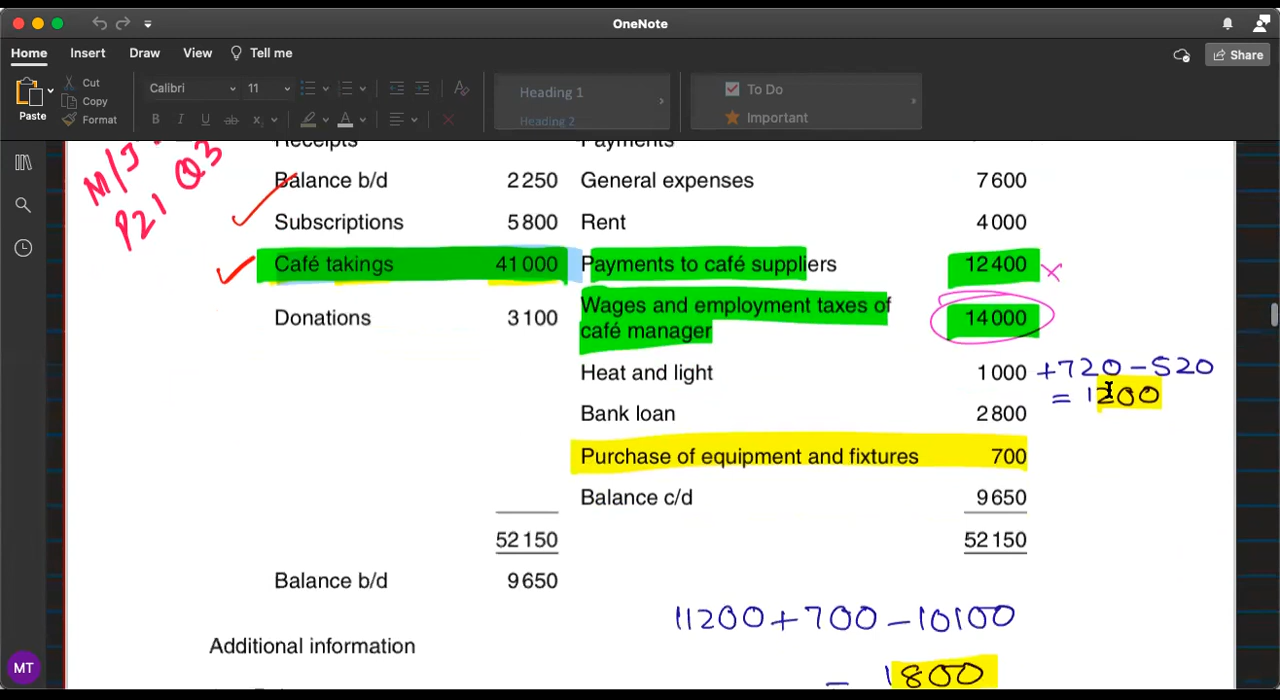 OneNote
Home Insert Draw View Tell me
Share
Paste
Cut
Copy
Format
Calibri 11
B I U ab x A
Heading 1
Heading 2
To Do
Important
M/J
P21 Q3
Receipts Payments
Balance b/d 2250 General expenses 7600
Subscriptions 5800 Rent 4000
Café takings 41000 Payments to café suppliers 12400 x
Donations 3100 Wages and employment taxes of
café manager 14000
Heat and light 1000 +720 -520
= 1200
Bank loan 2800
Purchase of equipment and fixtures 700
Balance c/d 9650
52150 52150
Balance b/d 9650
11200+700-10100
= 1800
Additional information
MT